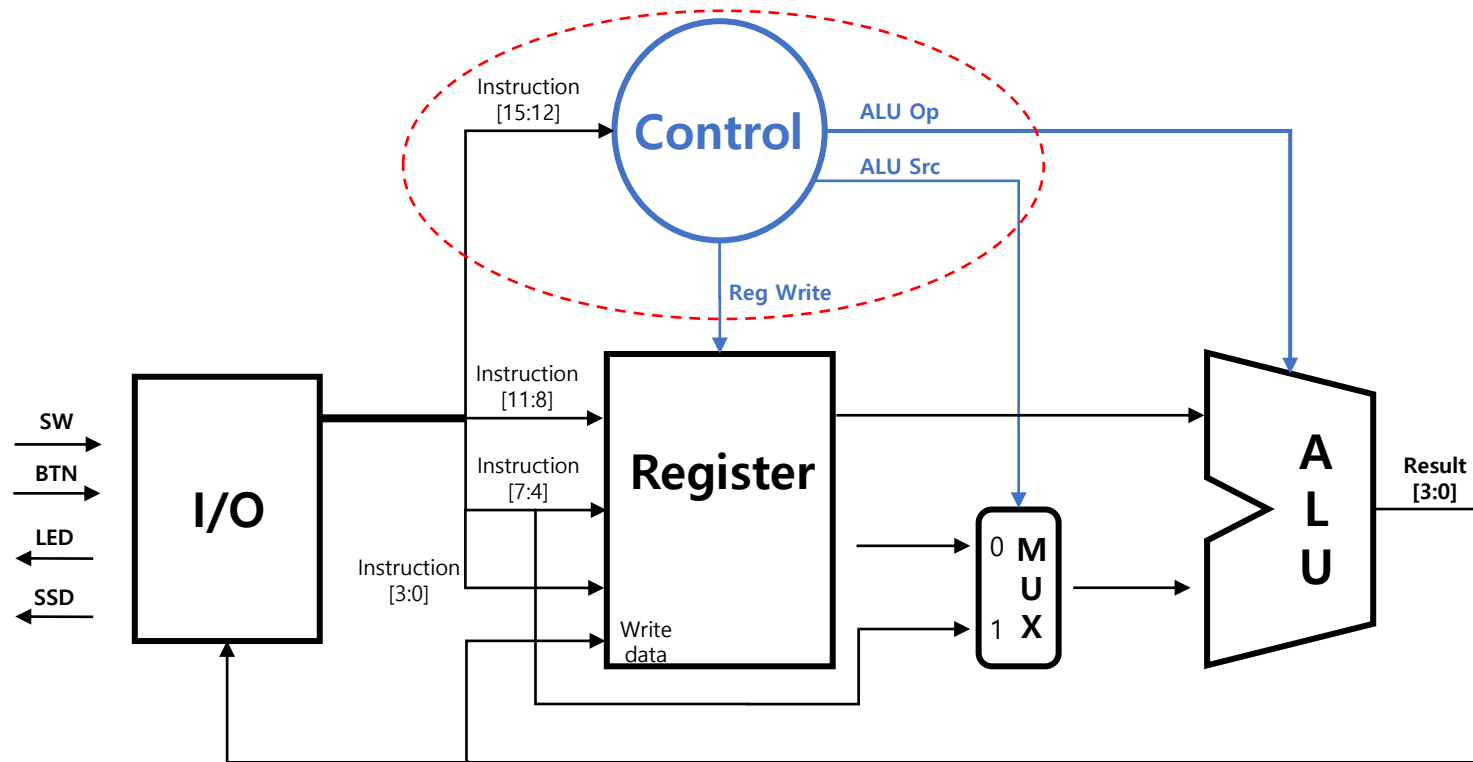 Instruction
[15:12]
Control
ALU Op
ALU Src
Reg Write
Instruction
[11:8]
SW
BTN
LED
SSD
I/O
Instruction
[7:4]
Instruction
[3:0]
Register
Write
data
0
1
M
U
X
A
L
U
Result
[3:0]